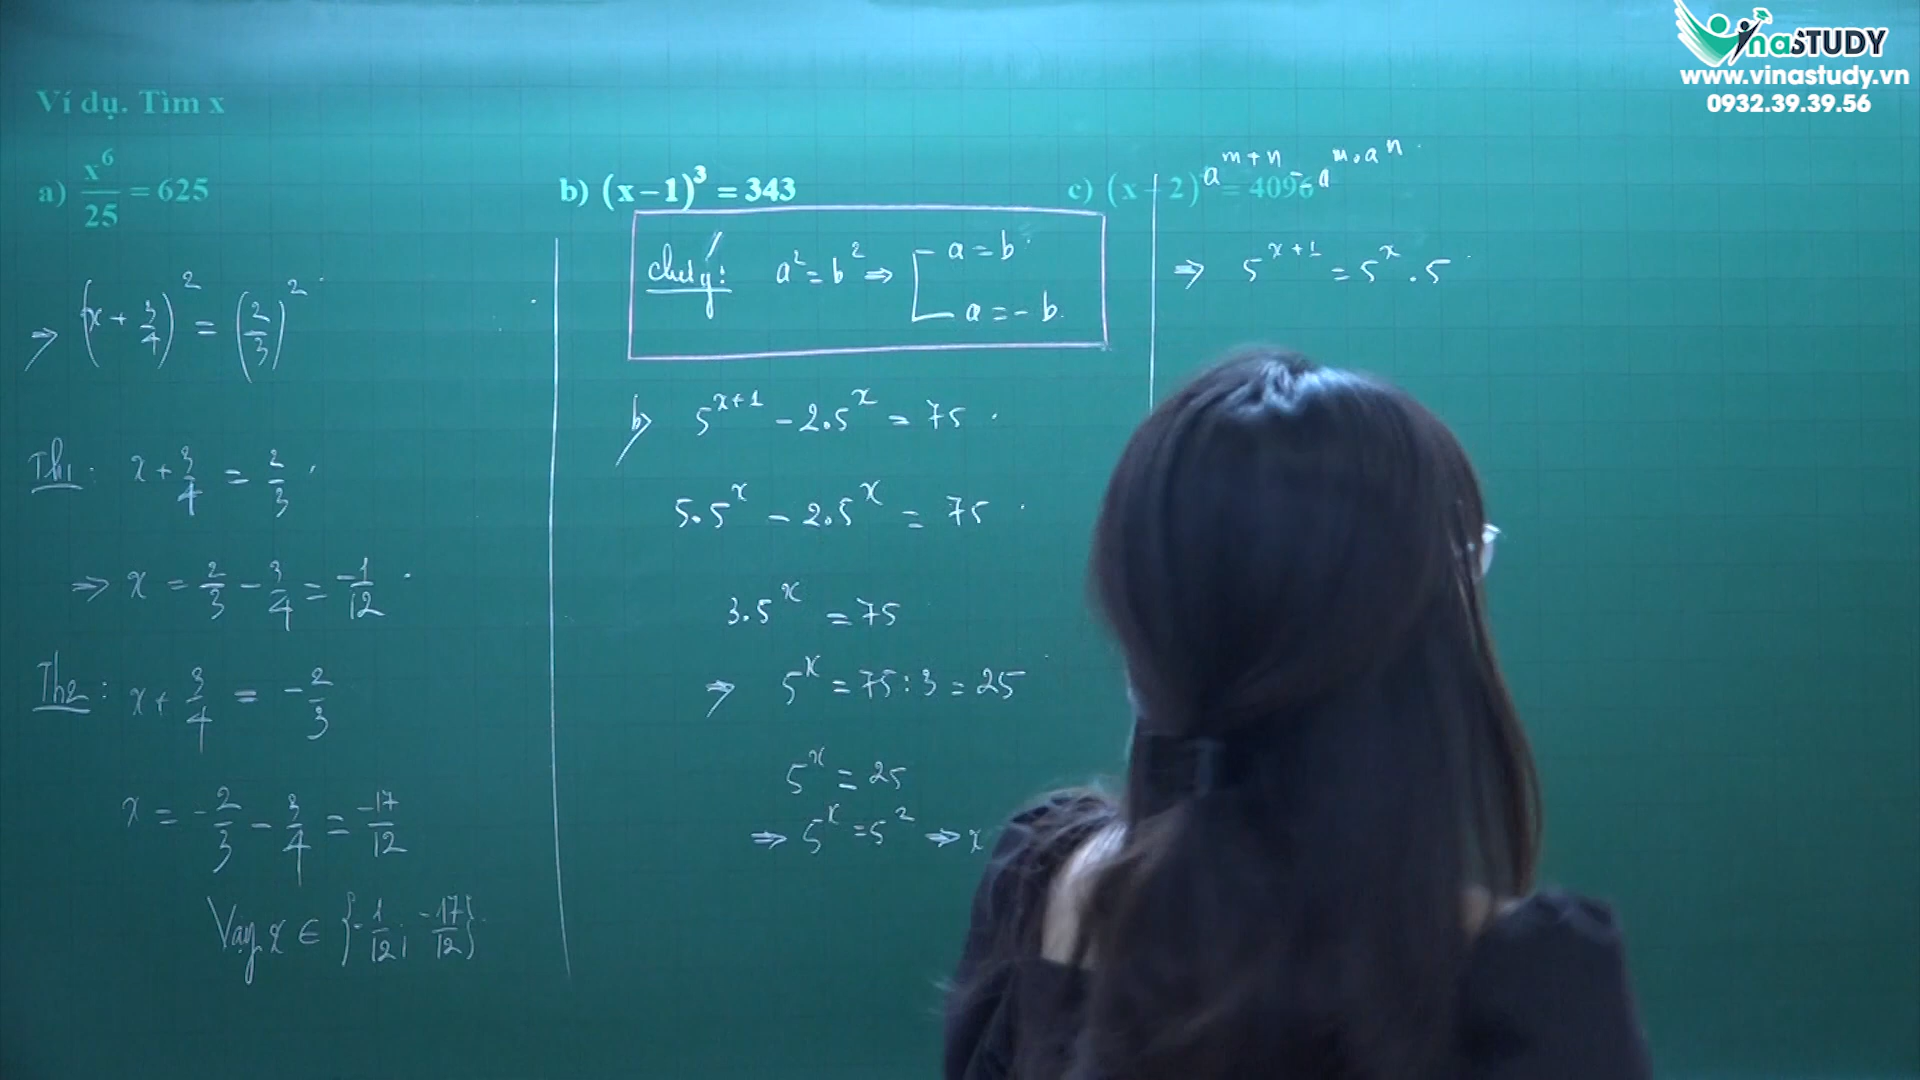 VinaSTUDY
www.vinastudy.vn
0932.39.39.56
Ví dụ. Tìm x
a) x^6/25 = 625
⇒ (x + 3/4)^2 = (2/3)^2
Th1: x + 3/4 = 2/3
⇒ x = 2/3 - 3/4 = -1/12
Th2: x + 3/4 = -2/3
x = -2/3 - 3/4 = -17/12
Vậy x ∈ {-1/12; -17/12}
b) (x – 1)^3 = 343
Chú ý: a^2 = b^2 ⇒ [ a = b
a = - b.
b) 5^(x+1) - 2.5^x = 75
5.5^x - 2.5^x = 75
3.5^x = 75
⇒ 5^x = 75 : 3 = 25
5^x = 25
⇒ 5^x = 5^2 ⇒ x
c) (x 2) = 4096
a^(m+n) = a^m . a^n
⇒ 5^(x+1) = 5^x . 5